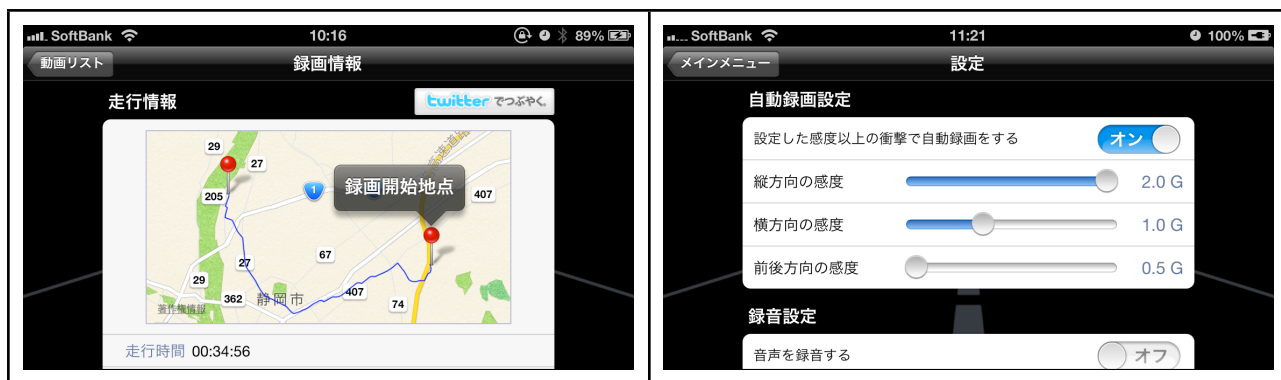 SoftBank 10:16 89%
動画リスト 録画情報
走行情報 twitter でつぶやく
29
27
205
1
録画開始地点
407
67
27
29
362
静岡市
407
74
著作権情報
走行時間 00:34:56
SoftBank 11:21 100%
メインメニュー 設定
自動録画設定
設定した感度以上の衝撃で自動録画をする オン
縦方向の感度 2.0 G
横方向の感度 1.0 G
前後方向の感度 0.5 G
録音設定
音声を録音する オフ